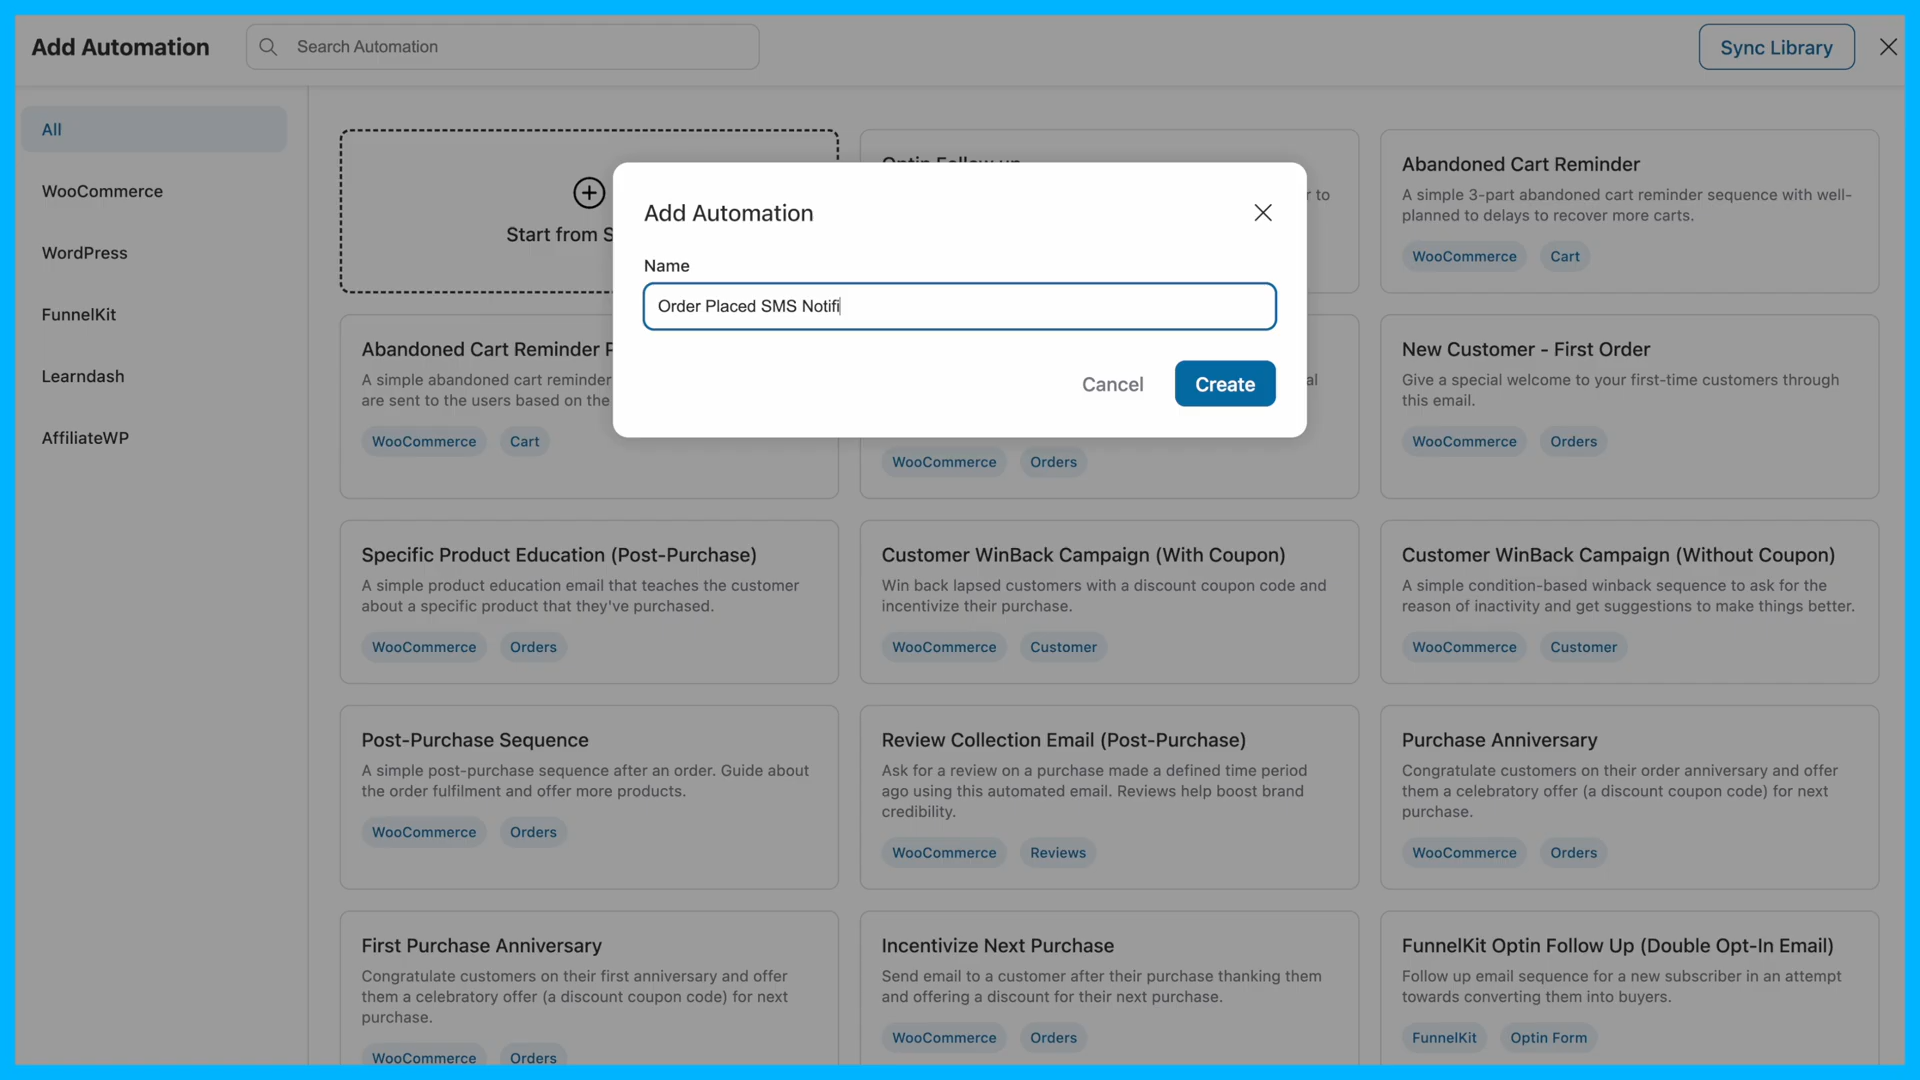 Add Automation
Search Automation
Sync Library
All
WooCommerce
WordPress
FunnelKit
Learndash
AffiliateWP
Start from S
Abandoned Cart Reminder
A simple 3-part abandoned cart reminder sequence with well-
planned to delays to recover more carts.
WooCommerce Cart
Add Automation
Name
Order Placed SMS Notifi
Cancel
Create
Abandoned Cart Reminder
A simple abandoned cart reminder
are sent to the users based on the
WooCommerce Cart
WooCommerce Orders
New Customer - First Order
Give a special welcome to your first-time customers through
this email.
WooCommerce Orders
Specific Product Education (Post-Purchase)
A simple product education email that teaches the customer
about a specific product that they've purchased.
WooCommerce Orders
Customer WinBack Campaign (With Coupon)
Win back lapsed customers with a discount coupon code and
incentivize their purchase.
WooCommerce Customer
Customer WinBack Campaign (Without Coupon)
A simple condition-based winback sequence to ask for the
reason of inactivity and get suggestions to make things better.
WooCommerce Customer
Post-Purchase Sequence
A simple post-purchase sequence after an order. Guide about
the order fulfilment and offer more products.
WooCommerce Orders
Review Collection Email (Post-Purchase)
Ask for a review on a purchase made a defined time period
ago using this automated email. Reviews help boost brand
credibility.
WooCommerce Reviews
Purchase Anniversary
Congratulate customers on their order anniversary and offer
them a celebratory offer (a discount coupon code) for next
purchase.
WooCommerce Orders
First Purchase Anniversary
Congratulate customers on their first anniversary and offer
them a celebratory offer (a discount coupon code) for next
purchase.
WooCommerce Orders
Incentivize Next Purchase
Send email to a customer after their purchase thanking them
and offering a discount for their next purchase.
WooCommerce Orders
FunnelKit Optin Follow Up (Double Opt-In Email)
Follow up email sequence for a new subscriber in an attempt
towards converting them into buyers.
FunnelKit Optin Form